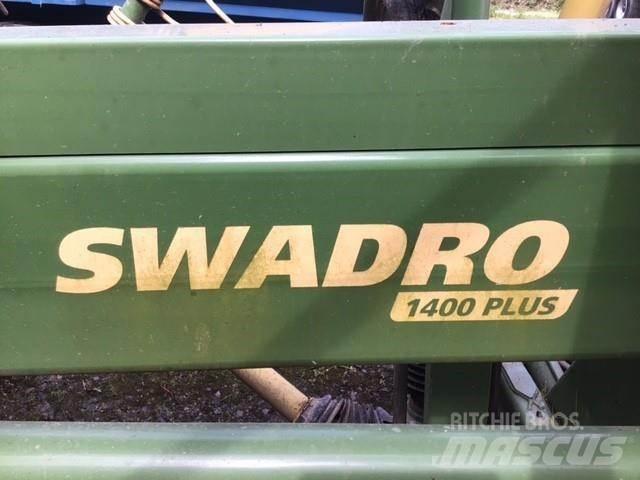 SWADRO
1400 PLUS
RITCHIE BROS.
MASCUS